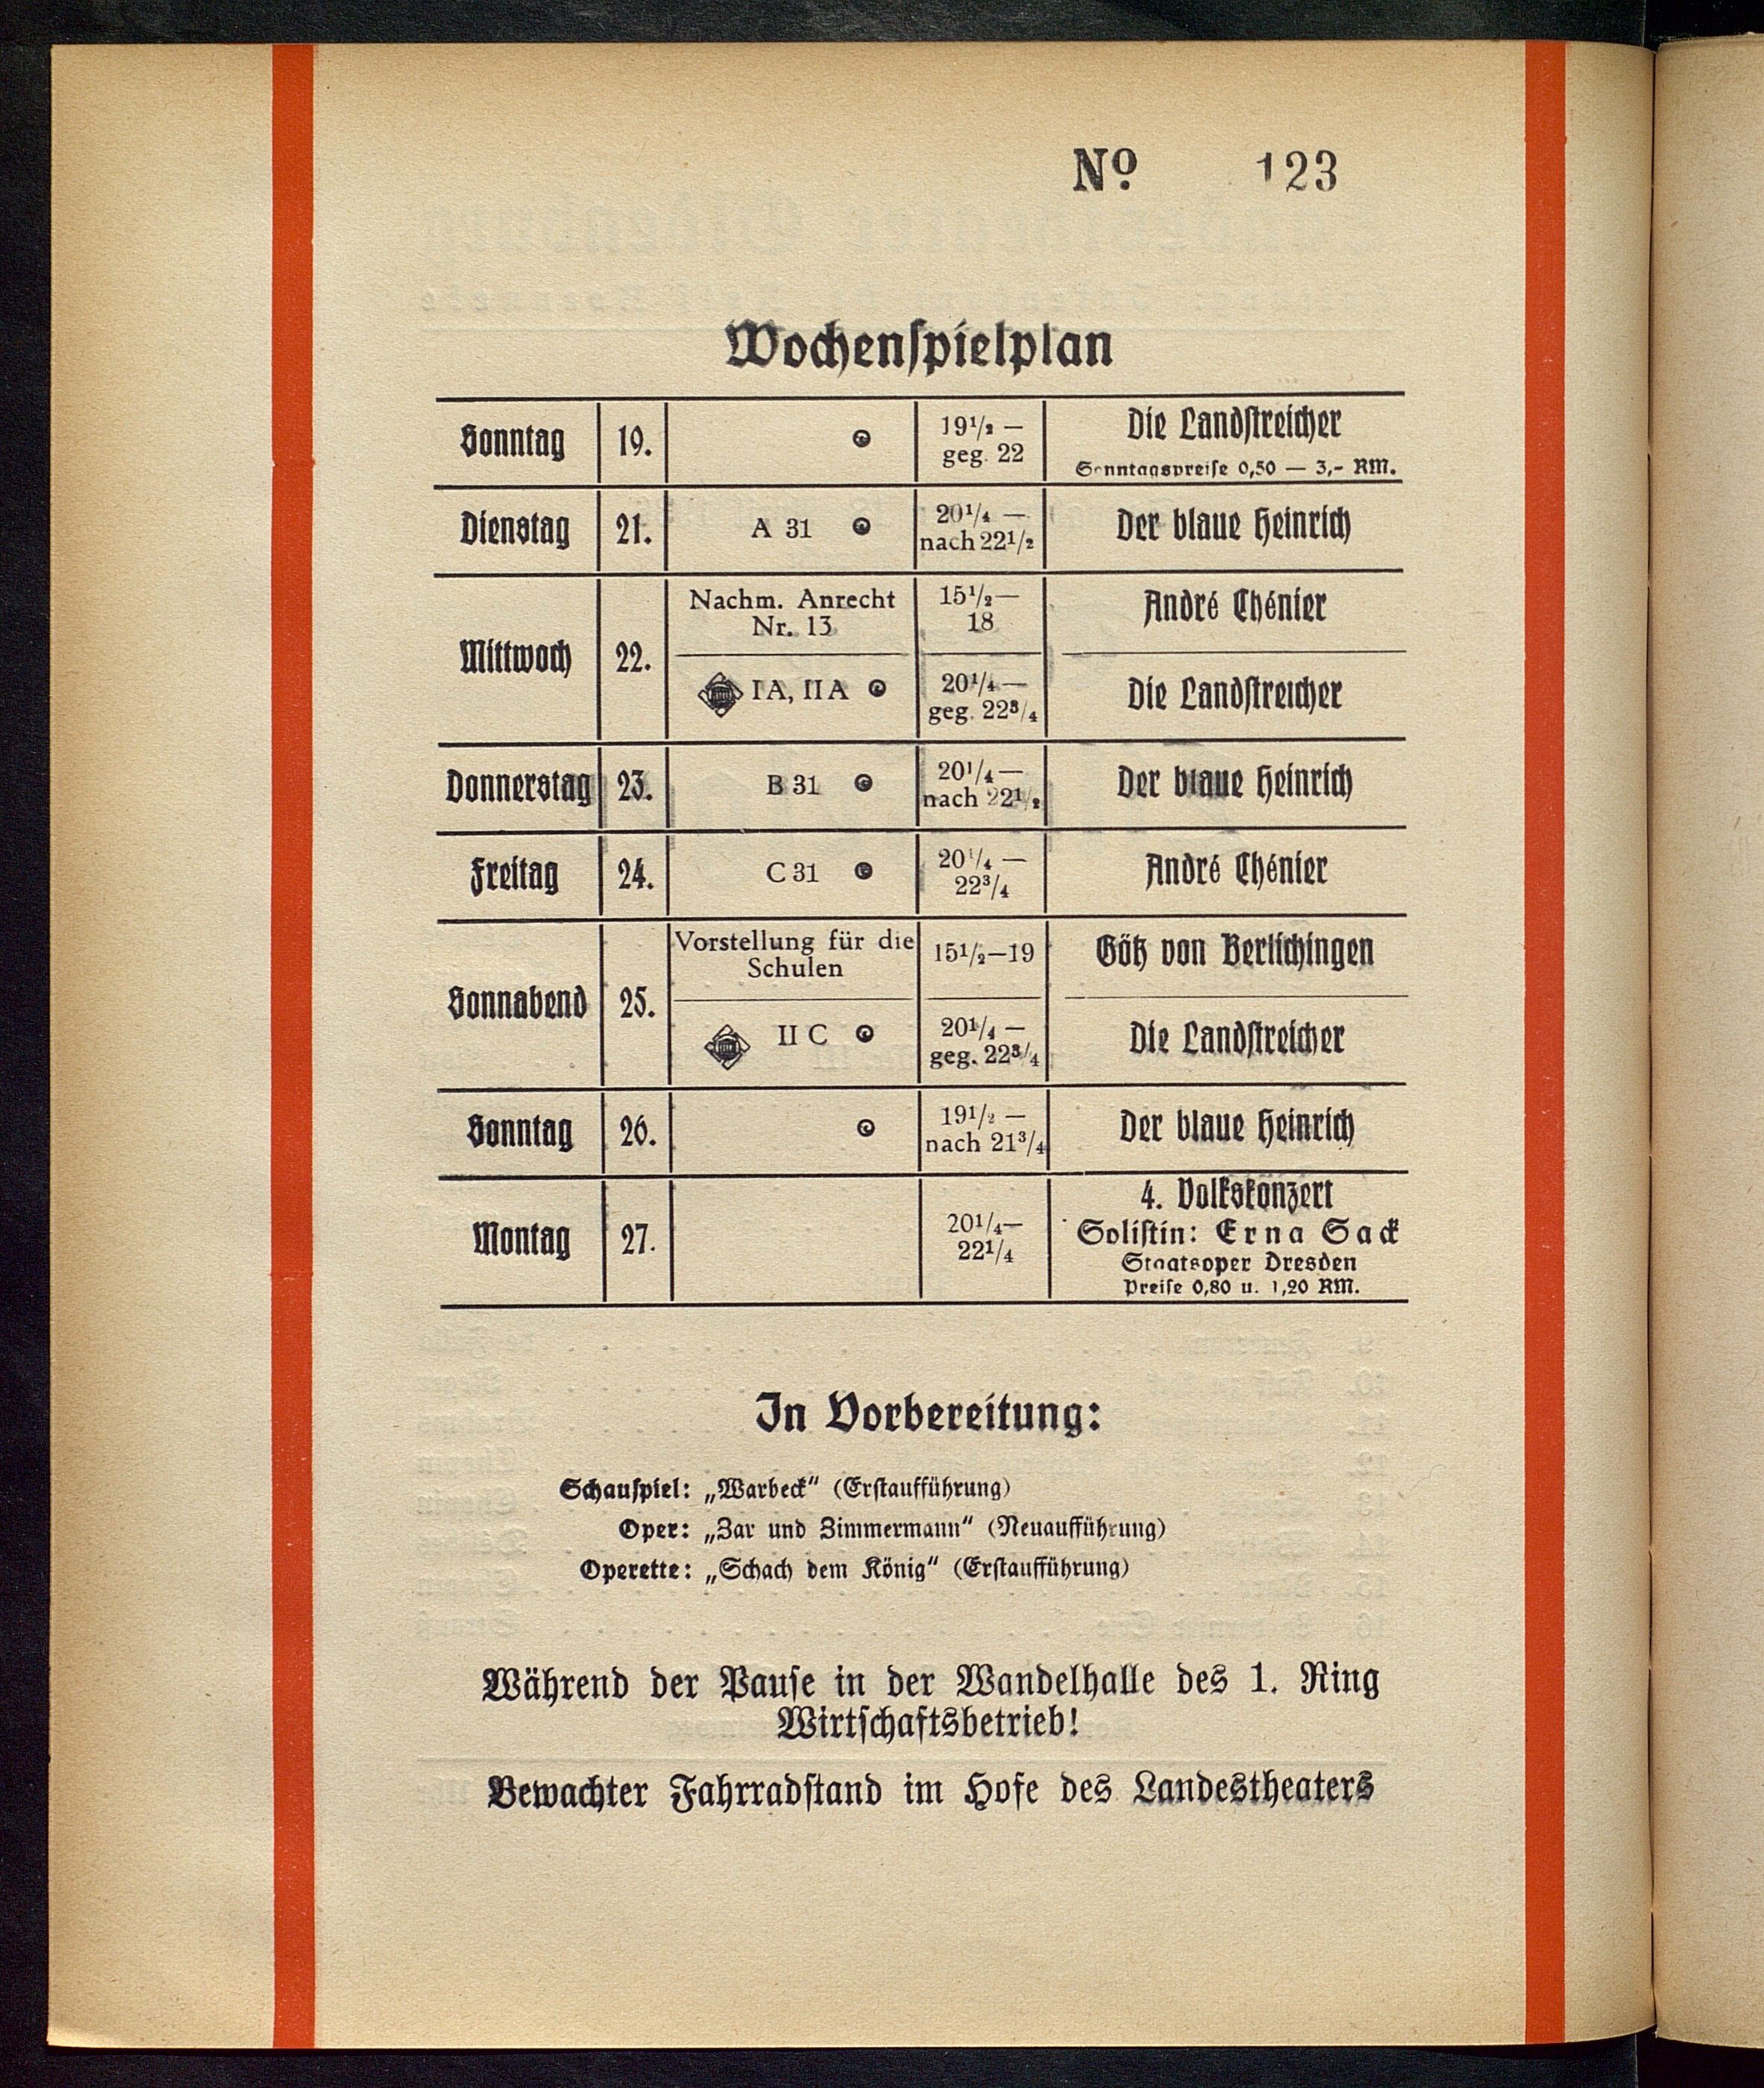 No. 123
Wochenspielplan
Sonntag 19. 19½ —
geg. 22
Die Landstreicher
Sonntagspreise 0,50 — 3,- RM.
Dienstag 21. A 31 20¼ —
nach 22½
Der blaue Heinrich
Mittwoch 22.
Nachm. Anrecht
Nr. 13
15½ —
18
André Chénier
I A, II A 20¼ —
geg. 22¾
Die Landstreicher
Donnerstag 23. B 31 20¼ —
nach 22½
Der blaue Heinrich
Freitag 24. C 31 20¼ —
22¾
André Chénier
Sonnabend 25.
Vorstellung für die
Schulen
15½—19
Götz von Berlichingen
II C 20¼ —
geg. 22¾
Die Landstreicher
Sonntag 26. 19½ —
nach 21¾
Der blaue Heinrich
Montag 27. 20¼—
22¼
4. Volkskonzert
Solistin: Erna Sack
Staatsoper Dresden
Preise 0,80 u. 1,20 RM.
In Vorbereitung:
Schauspiel: „Warbeck“ (Erstaufführung)
Oper: „Zar und Zimmermann“ (Neuaufführung)
Operette: „Schach dem König“ (Erstaufführung)
Während der Pause in der Wandelhalle des 1. Ring
Wirtschaftsbetrieb!
Bewachter Fahrradstand im Hofe des Landestheaters